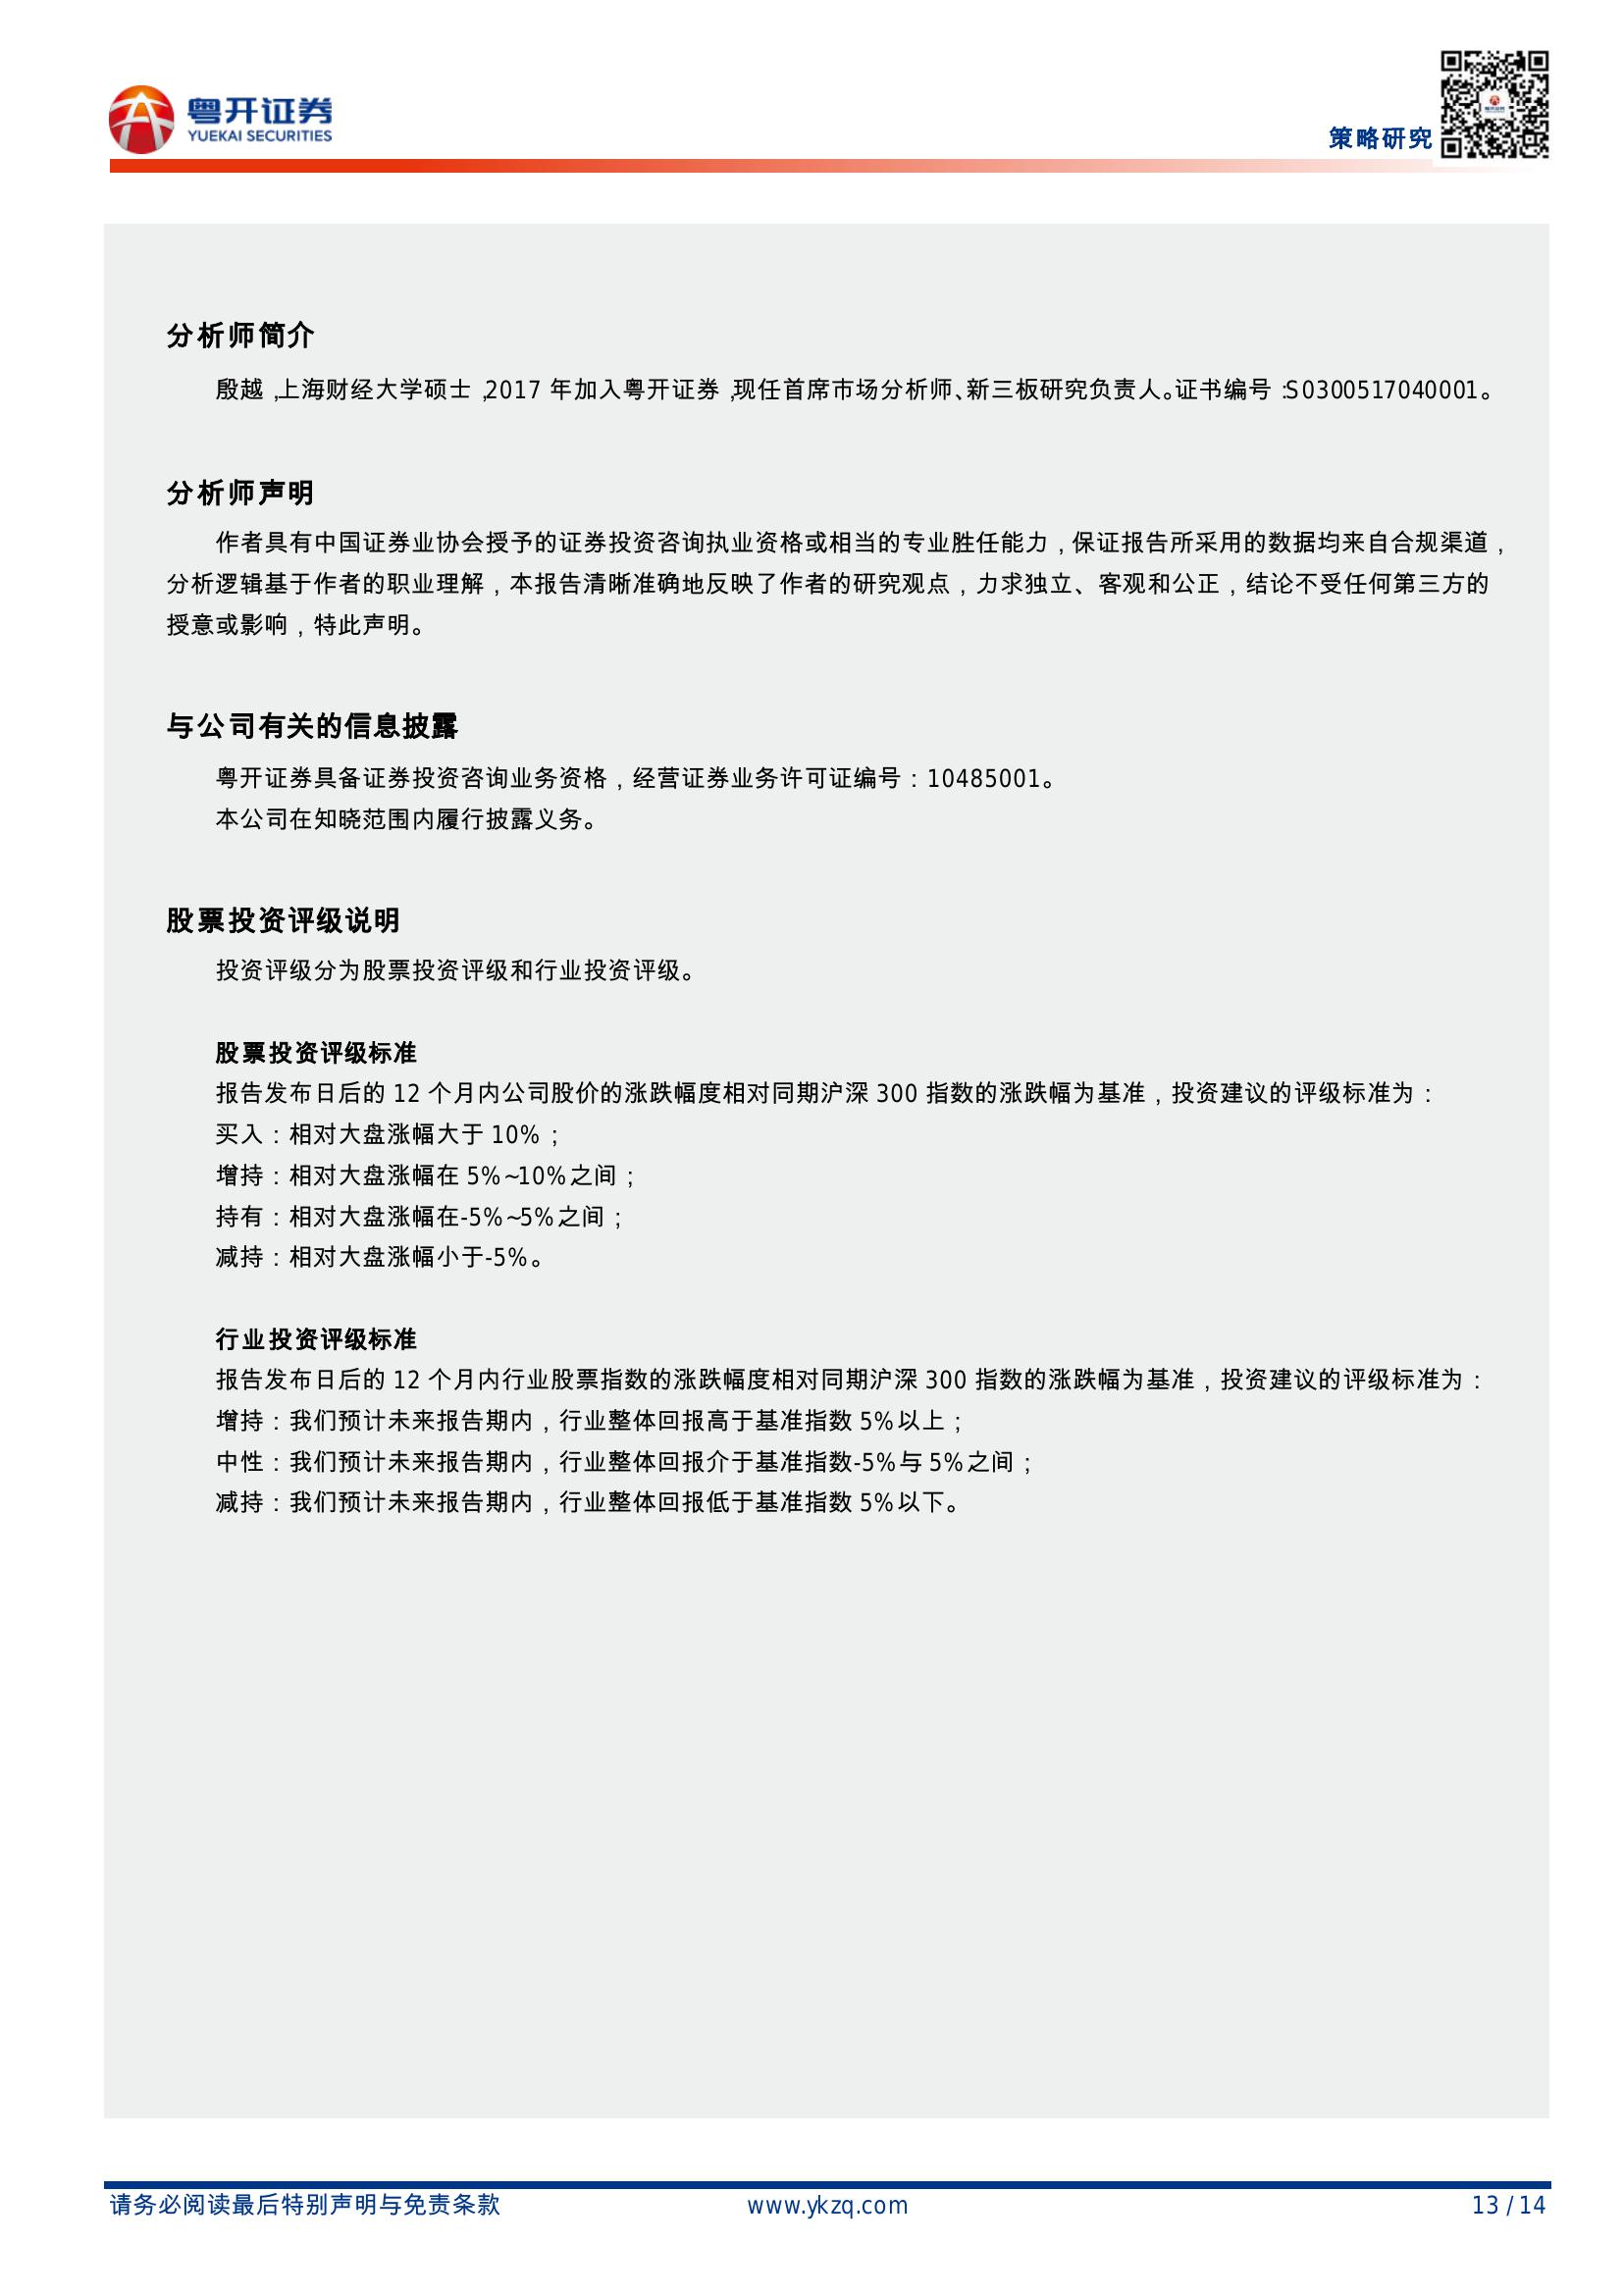 粤开证券
YUEKAI SECURITIES
策略研究
分析师简介
殷越，上海财经大学硕士，2017 年加入粤开证券，现任首席市场分析师、新三板研究负责人。证书编号：S0300517040001。
分析师声明
作者具有中国证券业协会授予的证券投资咨询执业资格或相当的专业胜任能力，保证报告所采用的数据均来自合规渠道，
分析逻辑基于作者的职业理解，本报告清晰准确地反映了作者的研究观点，力求独立、客观和公正，结论不受任何第三方的
授意或影响，特此声明。
与公司有关的信息披露
粤开证券具备证券投资咨询业务资格，经营证券业务许可证编号：10485001。
本公司在知晓范围内履行披露义务。
股票投资评级说明
投资评级分为股票投资评级和行业投资评级。
股票投资评级标准
报告发布日后的 12 个月内公司股价的涨跌幅度相对同期沪深 300 指数的涨跌幅为基准，投资建议的评级标准为：
买入：相对大盘涨幅大于 10%；
增持：相对大盘涨幅在 5%~10%之间；
持有：相对大盘涨幅在-5%~5%之间；
减持：相对大盘涨幅小于-5%。
行业投资评级标准
报告发布日后的 12 个月内行业股票指数的涨跌幅度相对同期沪深 300 指数的涨跌幅为基准，投资建议的评级标准为：
增持：我们预计未来报告期内，行业整体回报高于基准指数 5%以上；
中性：我们预计未来报告期内，行业整体回报介于基准指数-5%与 5%之间；
减持：我们预计未来报告期内，行业整体回报低于基准指数 5%以下。
请务必阅读最后特别声明与免责条款
www.ykzq.com
13 / 14